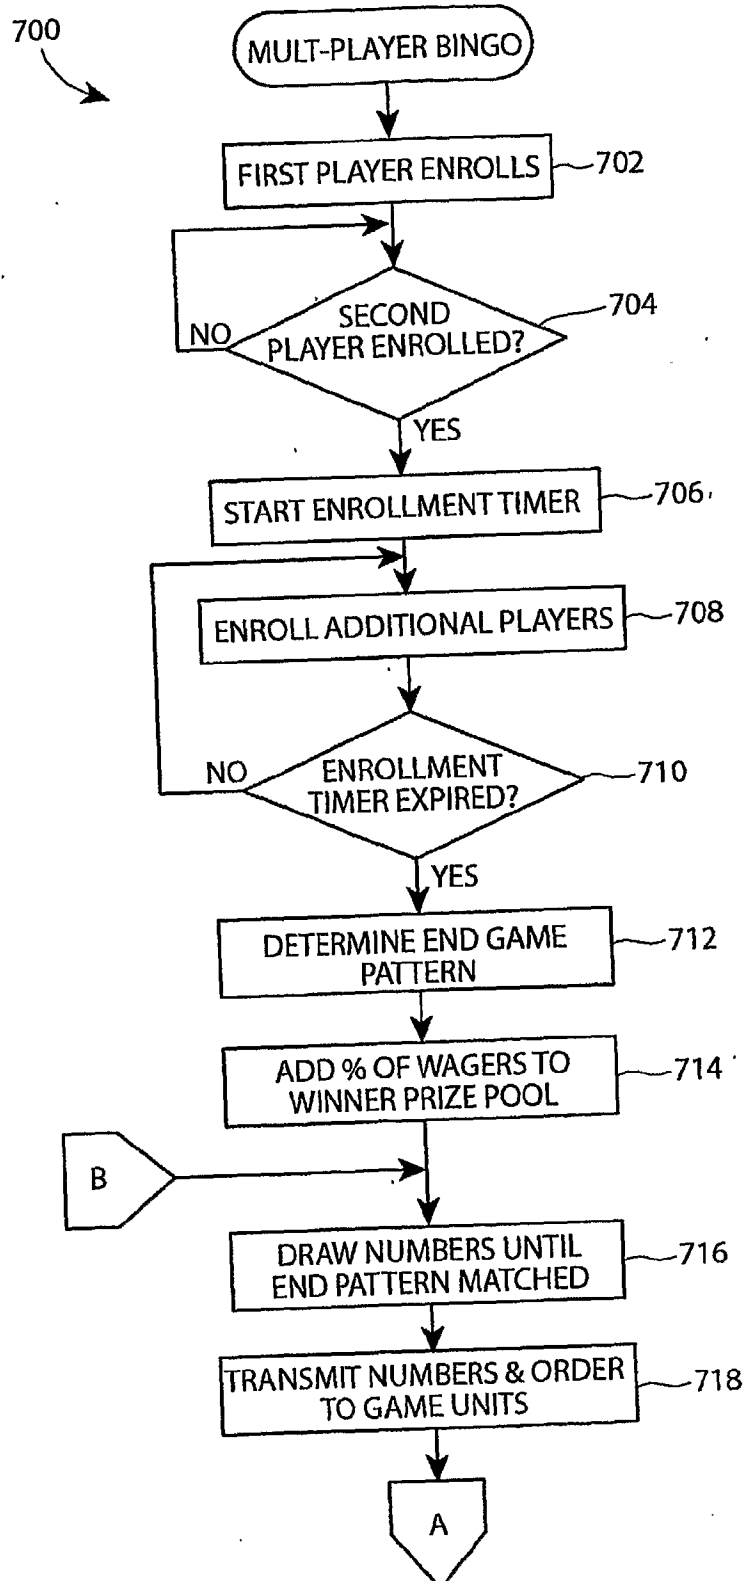 700
MULT-PLAYER BINGO
FIRST PLAYER ENROLLS
702
SECOND
PLAYER ENROLLED?
704
NO
YES
START ENROLLMENT TIMER
706
ENROLL ADDITIONAL PLAYERS
708
ENROLLMENT
TIMER EXPIRED?
710
NO
YES
DETERMINE END GAME
PATTERN
712
ADD % OF WAGERS TO
WINNER PRIZE POOL
714
B
DRAW NUMBERS UNTIL
END PATTERN MATCHED
716
TRANSMIT NUMBERS & ORDER
TO GAME UNITS
718
A